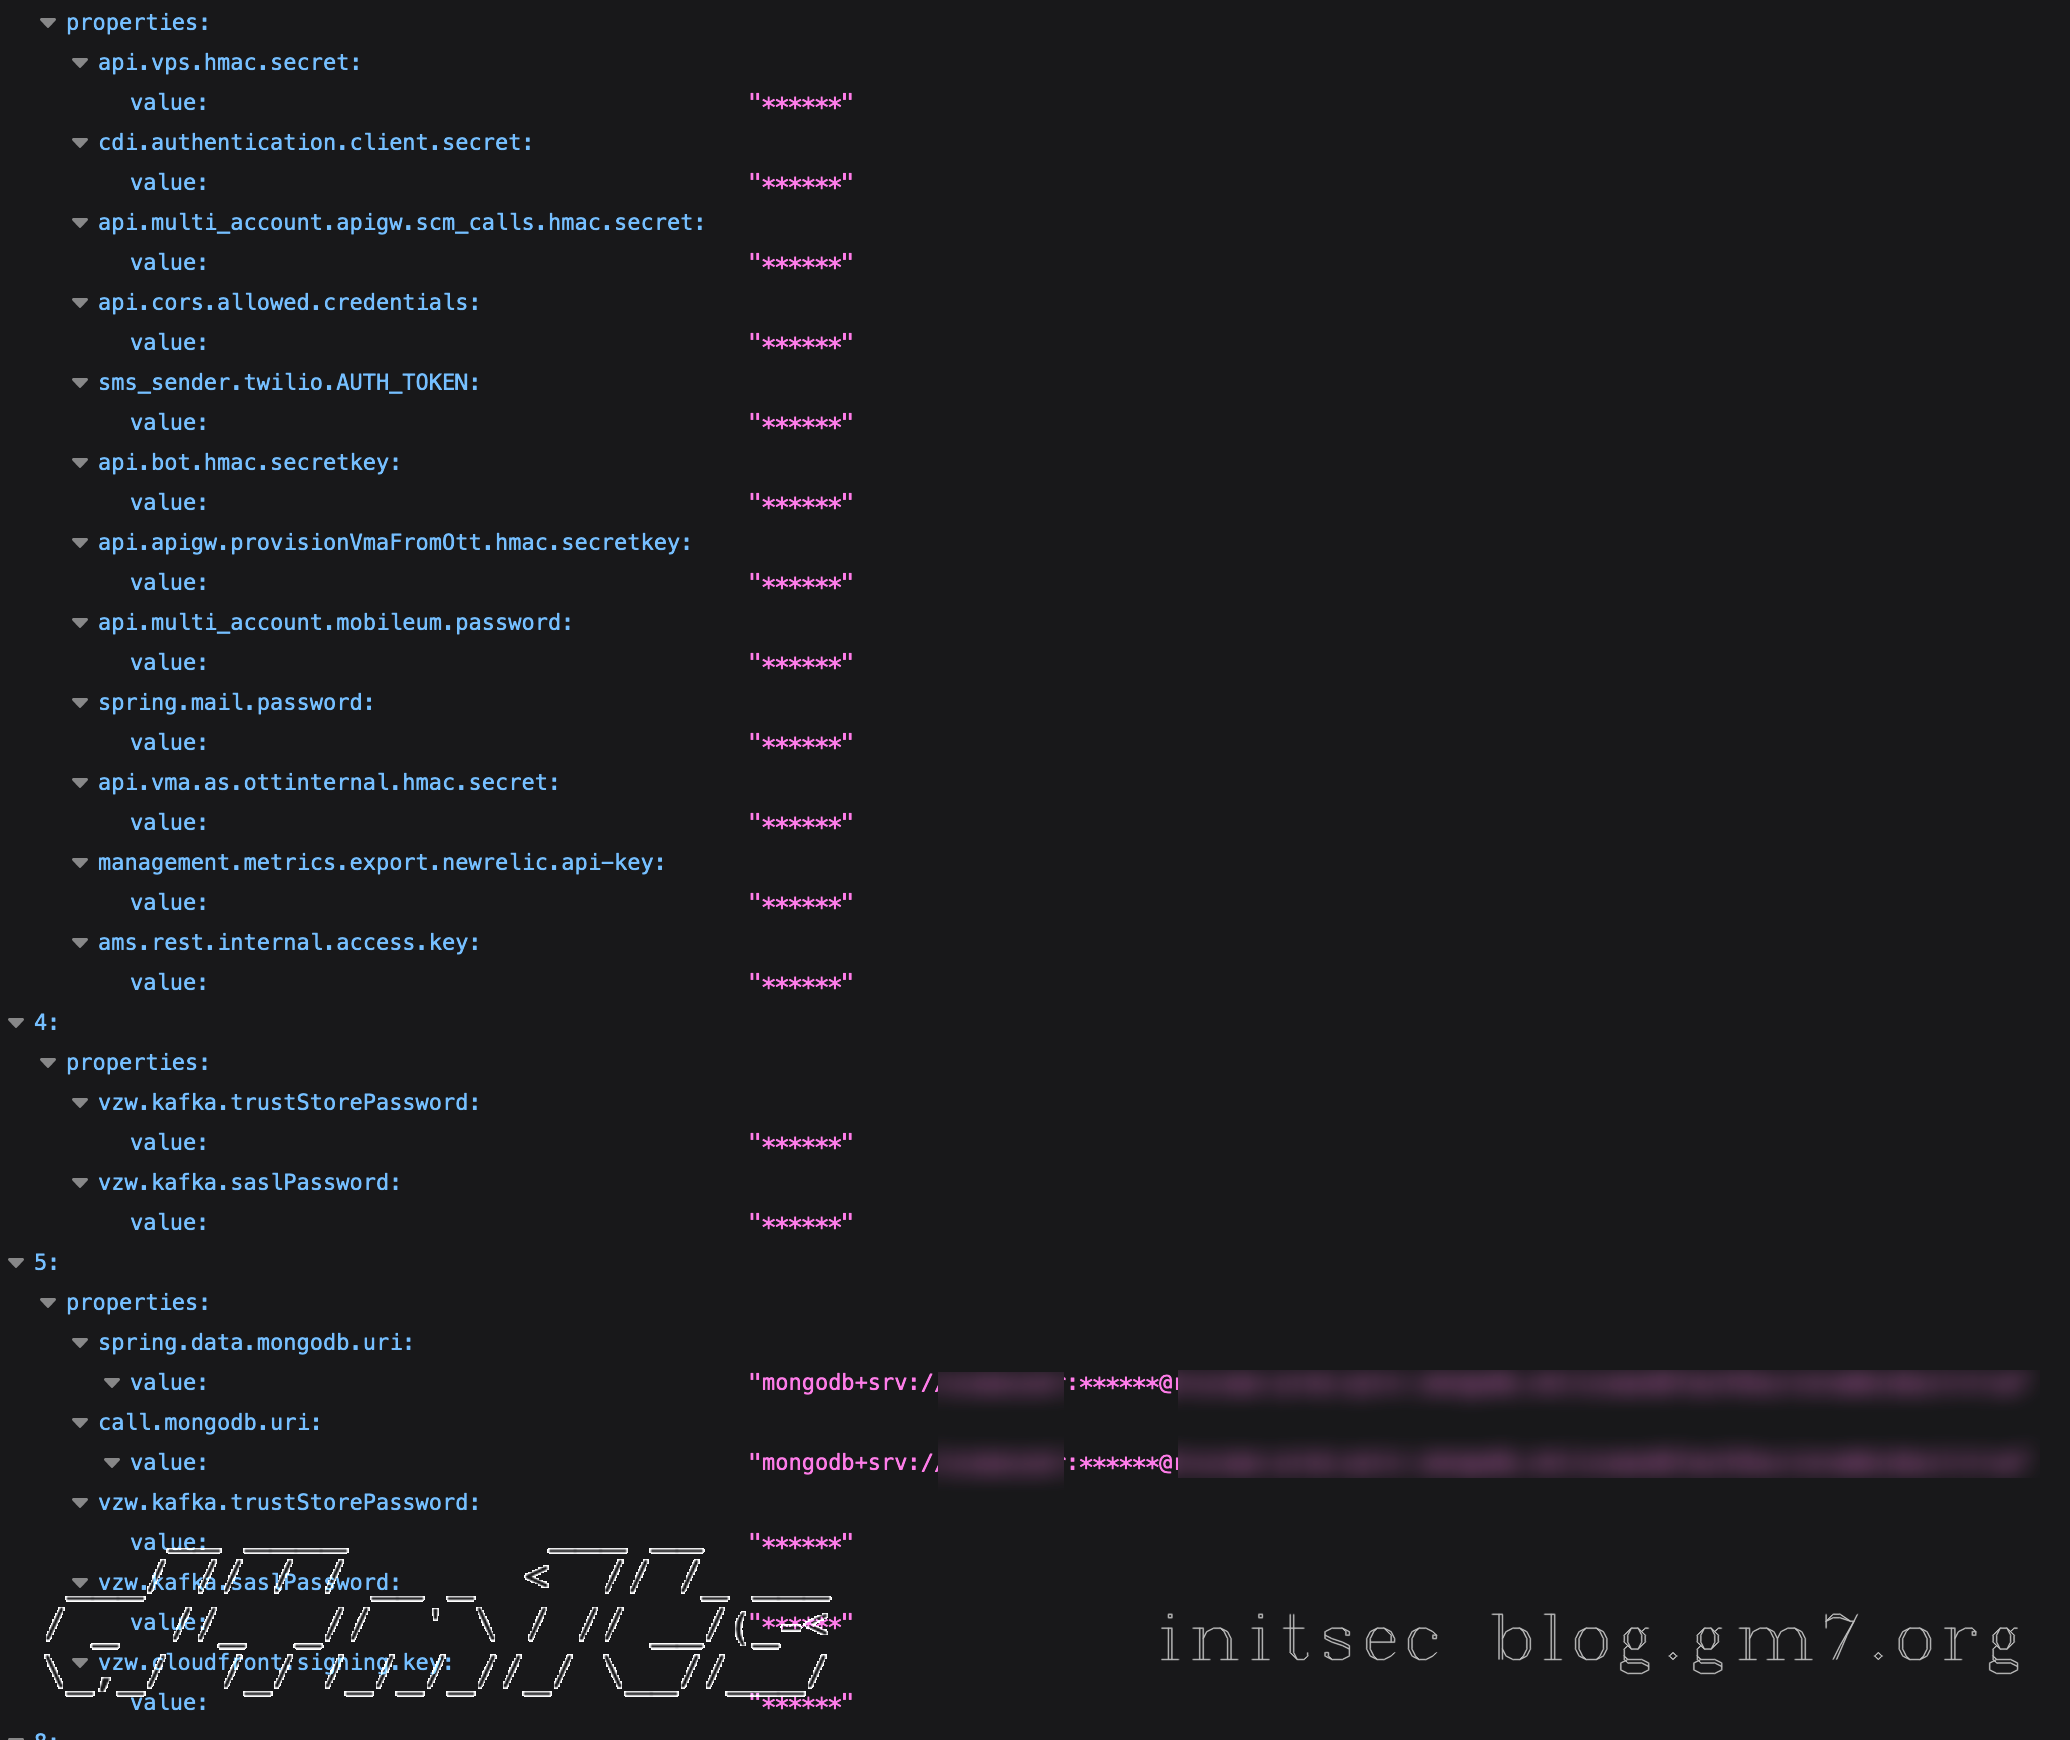 properties:
api.vps.hmac.secret:
value: "******"
cdi.authentication.client.secret:
value: "******"
api.multi_account.apigw.scm_calls.hmac.secret:
value: "******"
api.cors.allowed.credentials:
value: "******"
sms_sender.twilio.AUTH_TOKEN:
value: "******"
api.bot.hmac.secretkey:
value: "******"
api.apigw.provisionVmaFromOtt.hmac.secretkey:
value: "******"
api.multi_account.mobileum.password:
value: "******"
spring.mail.password:
value: "******"
api.vma.as.ottinternal.hmac.secret:
value: "******"
management.metrics.export.newrelic.api-key:
value: "******"
ams.rest.internal.access.key:
value: "******"
4:
properties:
vzw.kafka.trustStorePassword:
value: "******"
vzw.kafka.saslPassword:
value: "******"
5:
properties:
spring.data.mongodb.uri:
value: "mongodb+srv:// :******@
call.mongodb.uri:
value: "mongodb+srv:// :******@
vzw.kafka.trustStorePassword:
value: "******"
vzw.kafka.saslPassword:
value: "******"
vzw.cloudfront.signing.key:
value: "******"
initsec blog.gm7.org